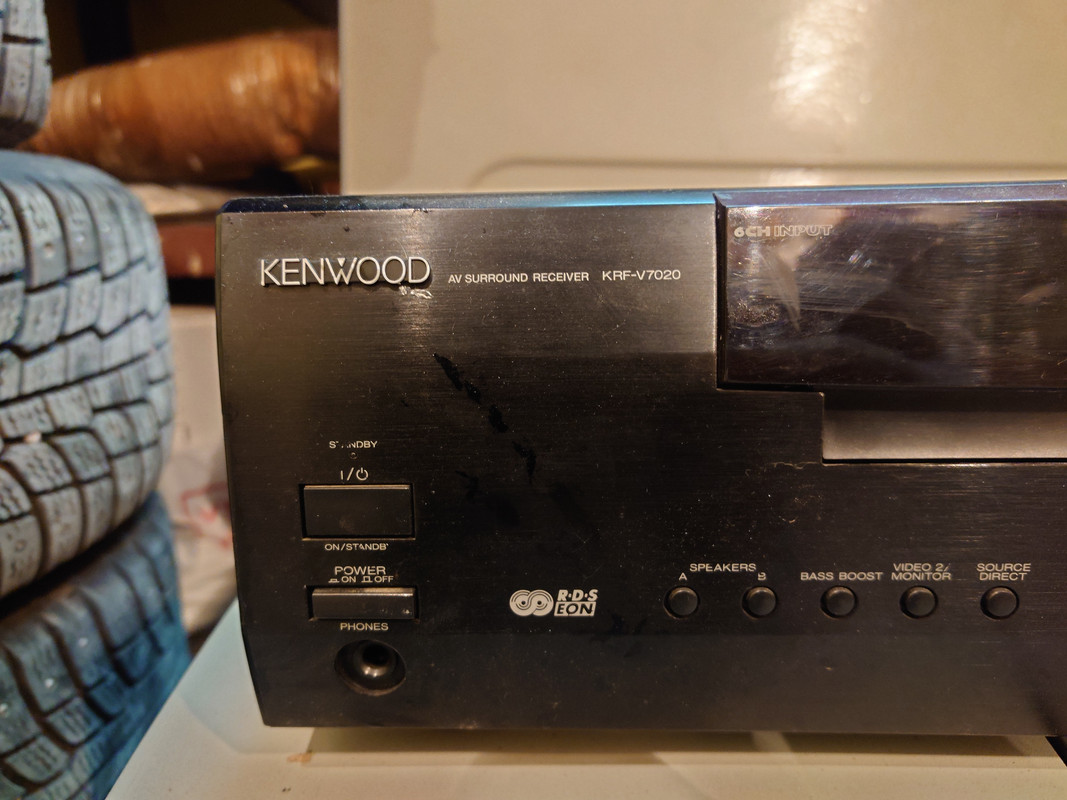 6CH INPUT
KENWOOD AV SURROUND RECEIVER KRF-V7020
STANDBY
I/⏻
ON/STANDBY
POWER
ON OFF
PHONES
R·D·S
EON
SPEAKERS
A B
BASS BOOST
VIDEO 2/
MONITOR
SOURCE
DIRECT